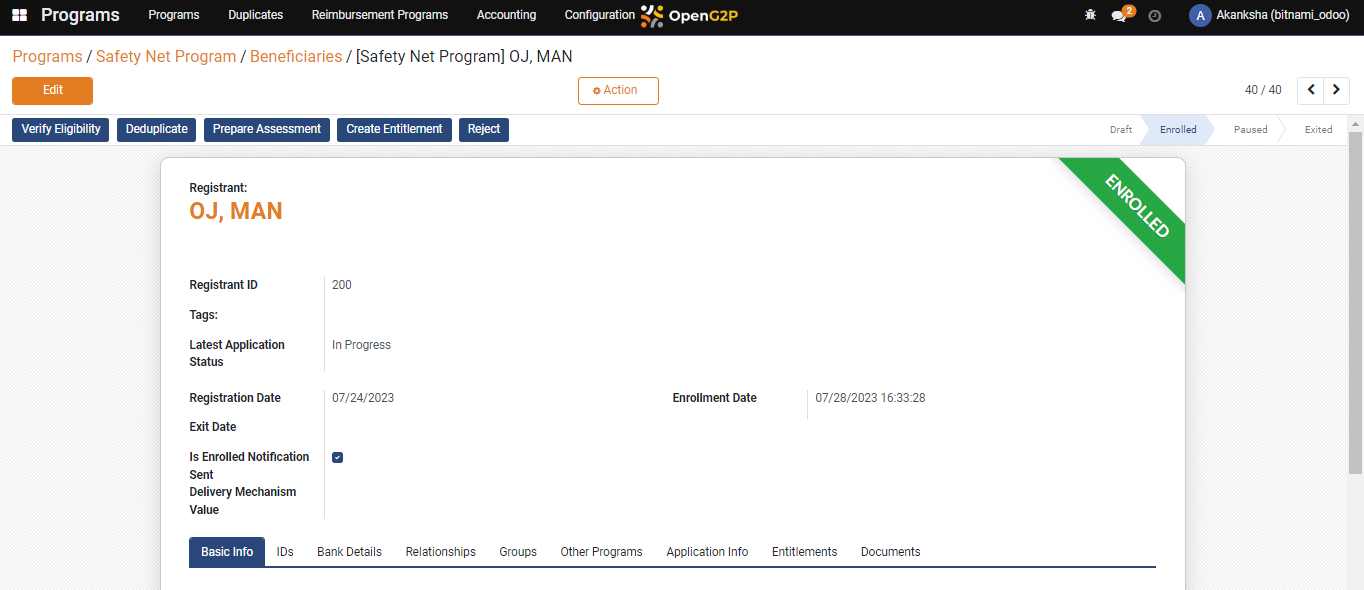 Programs Programs Duplicates Reimbursement Programs Accounting Configuration OpenG2P 2 A Akanksha (bitnami_odoo)
Programs / Safety Net Program / Beneficiaries / [Safety Net Program] OJ, MAN
Edit Action 40 / 40
Verify Eligibility Deduplicate Prepare Assessment Create Entitlement Reject Draft Enrolled Paused Exited
ENROLLED
Registrant:
OJ, MAN
Registrant ID 200
Tags:
Latest Application In Progress
Status
Registration Date 07/24/2023 Enrollment Date 07/28/2023 16:33:28
Exit Date
Is Enrolled Notification
Sent
Delivery Mechanism
Value
Basic Info IDs Bank Details Relationships Groups Other Programs Application Info Entitlements Documents